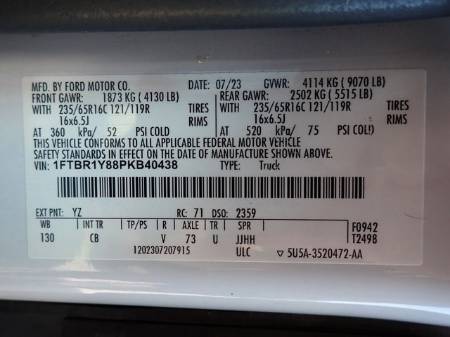 MFD. BY FORD MOTOR CO. 07/23 GVWR: 4114 KG ( 9070 LB)
FRONT GAWR: 1873 KG ( 4130 LB) REAR GAWR: 2502 KG ( 5515 LB)
WITH 235/65R16C 121/119R TIRES WITH 235/65R16C 121/119R TIRES
16x6.5J RIMS 16x6.5J RIMS
AT 360 kPa/ 52 PSI COLD AT 520 kPa/ 75 PSI COLD
THIS VEHICLE CONFORMS TO ALL APPLICABLE FEDERAL MOTOR VEHICLE
SAFETY STANDARDS IN EFFECT ON THE DATE OF MANUFACTURE SHOWN ABOVE.
VIN: 1FTBR1Y88PKB40438 TYPE: Truck
EXT PNT: YZ RC: 71 DSO: 2359
WB INT TR TP/PS R AXLE TR SPR F0942
130 CB V 73 U JJHH T2498
1202307207915 ULC 5U5A-3520472-AA